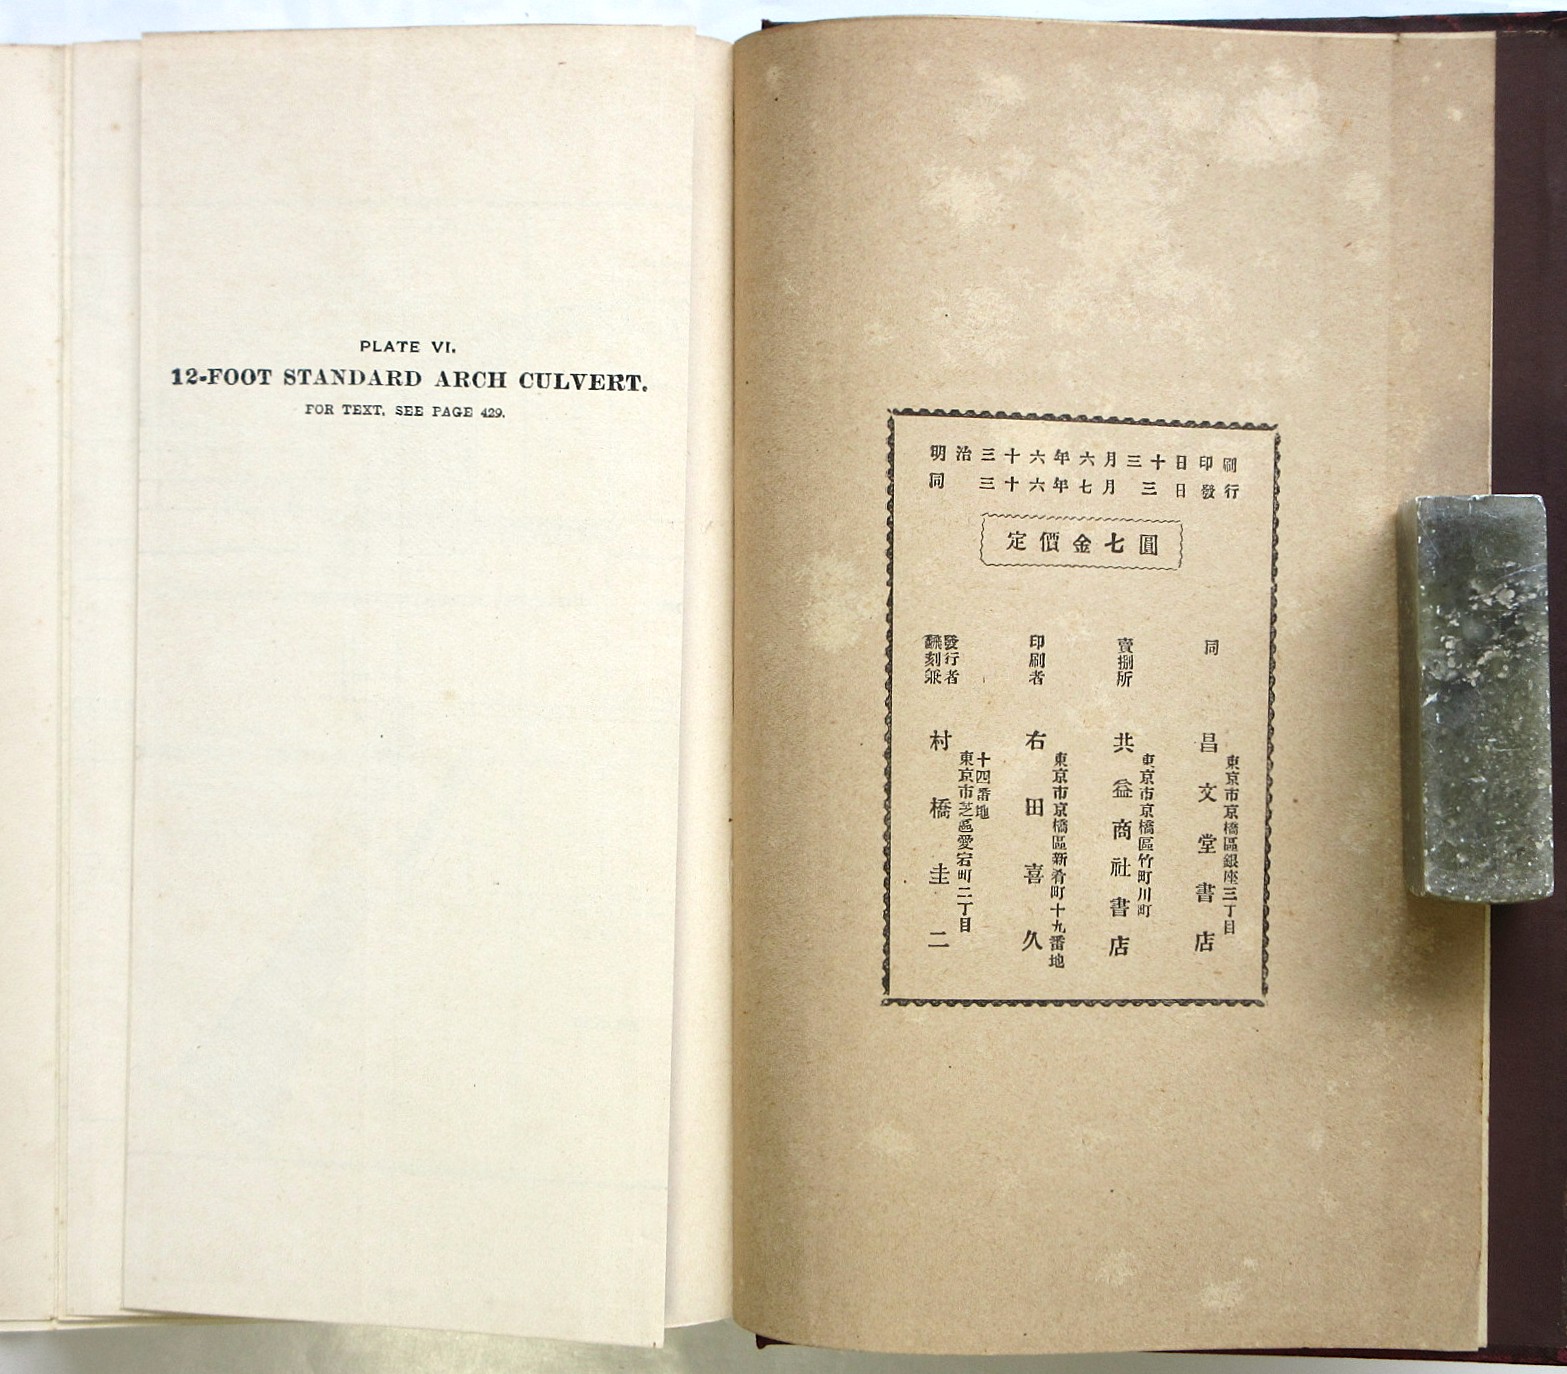 PLATE VI.
12-FOOT STANDARD ARCH CULVERT.
FOR TEXT, SEE PAGE 429.
明治三十六年六月三十日印刷
同 三十六年七月 三 日發行
定價金七圓
發行者
翻刻兼
十四番地
東京市芝區愛宕町二丁目
村橋圭二
印刷者
東京市京橋區新肴町十九番地
右田喜久
賣捌所
東京市京橋區竹町川町
共益商社書店
同
東京市京橋區銀座三丁目
昌文堂書店